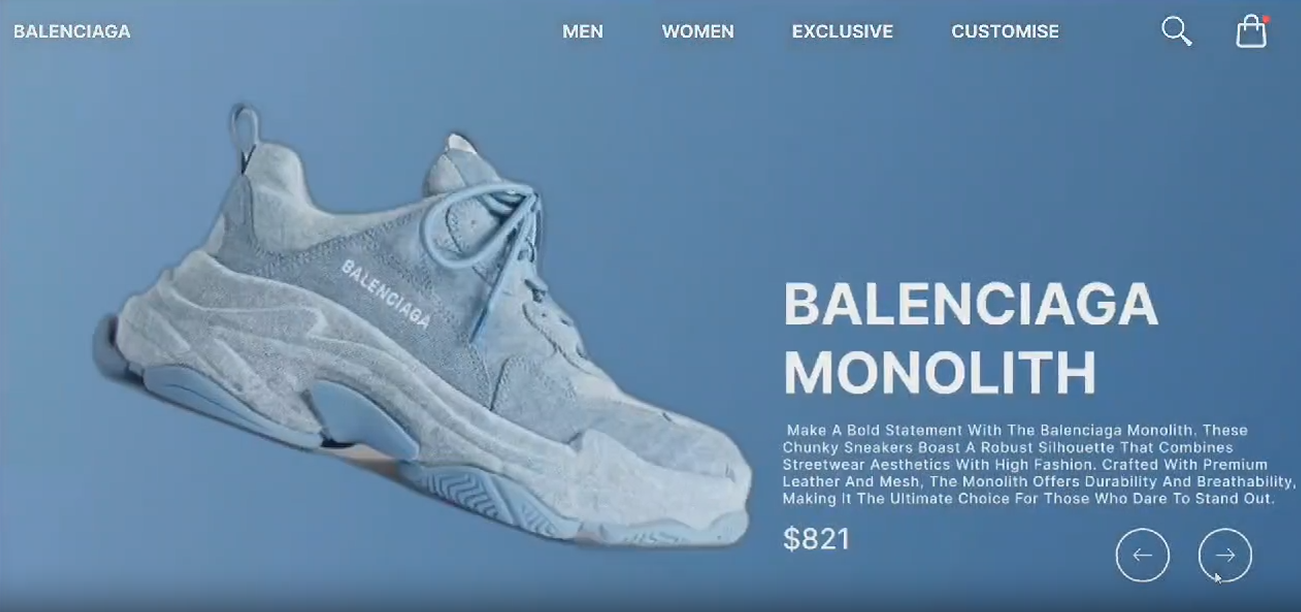 BALENCIAGA
MEN
WOMEN
EXCLUSIVE
CUSTOMISE
BALENCIAGA
BALENCIAGA
MONOLITH
Make A Bold Statement With The Balenciaga Monolith. These
Chunky Sneakers Boast A Robust Silhouette That Combines
Streetwear Aesthetics With High Fashion. Crafted With Premium
Leather And Mesh, The Monolith Offers Durability And Breathability,
Making It The Ultimate Choice For Those Who Dare To Stand Out.
$821